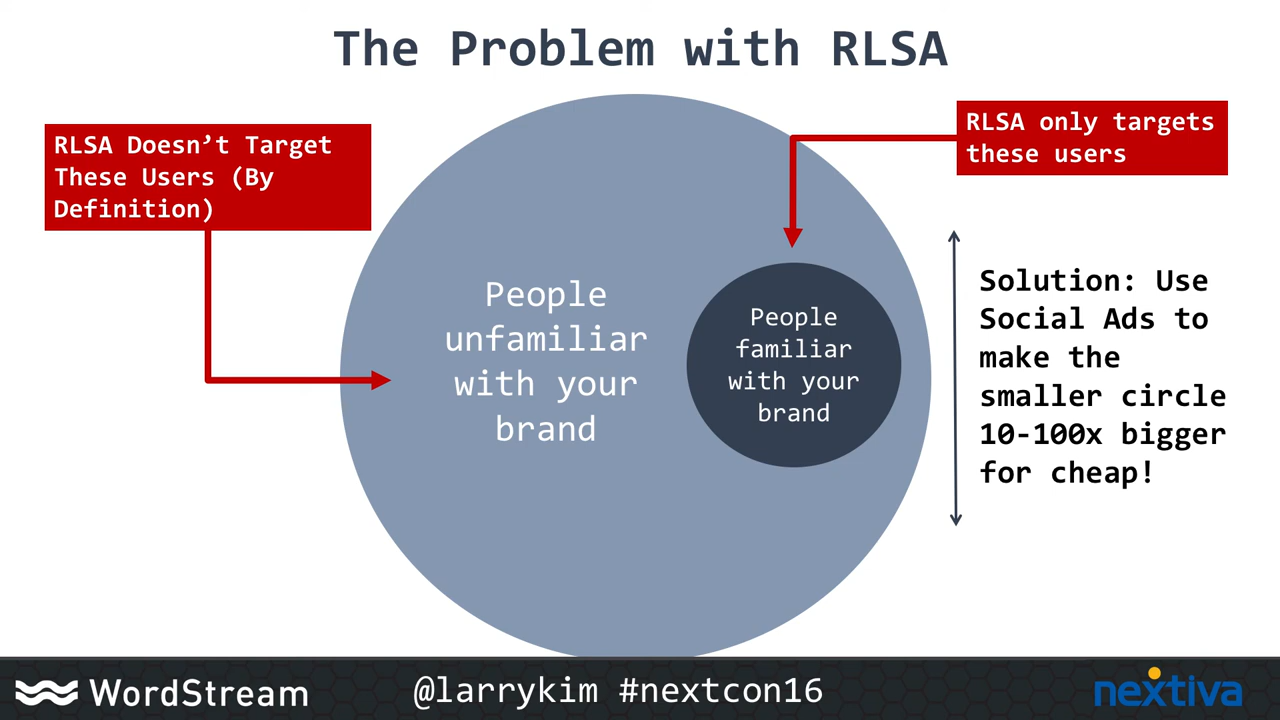 The Problem with RLSA
RLSA Doesn’t Target
These Users (By
Definition)
RLSA only targets
these users
People
unfamiliar
with your
brand
People
familiar
with your
brand
Solution: Use
Social Ads to
make the
smaller circle
10-100x bigger
for cheap!
WordStream
@larrykim #nextcon16
nextiva